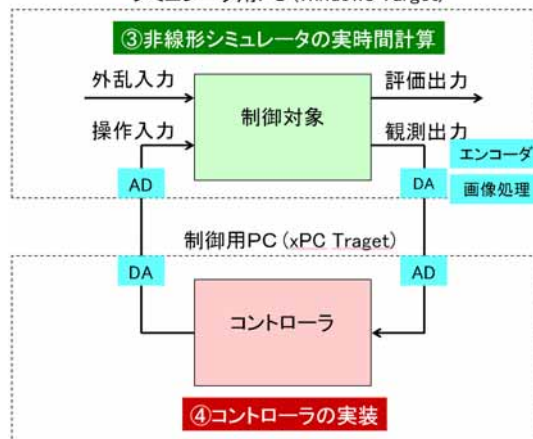 ③非線形シミュレータの実時間計算
外乱入力
評価出力
制御対象
操作入力
観測出力
エンコーダ
AD
DA
画像処理
制御用PC (xPC Traget)
DA
AD
コントローラ
④コントローラの実装